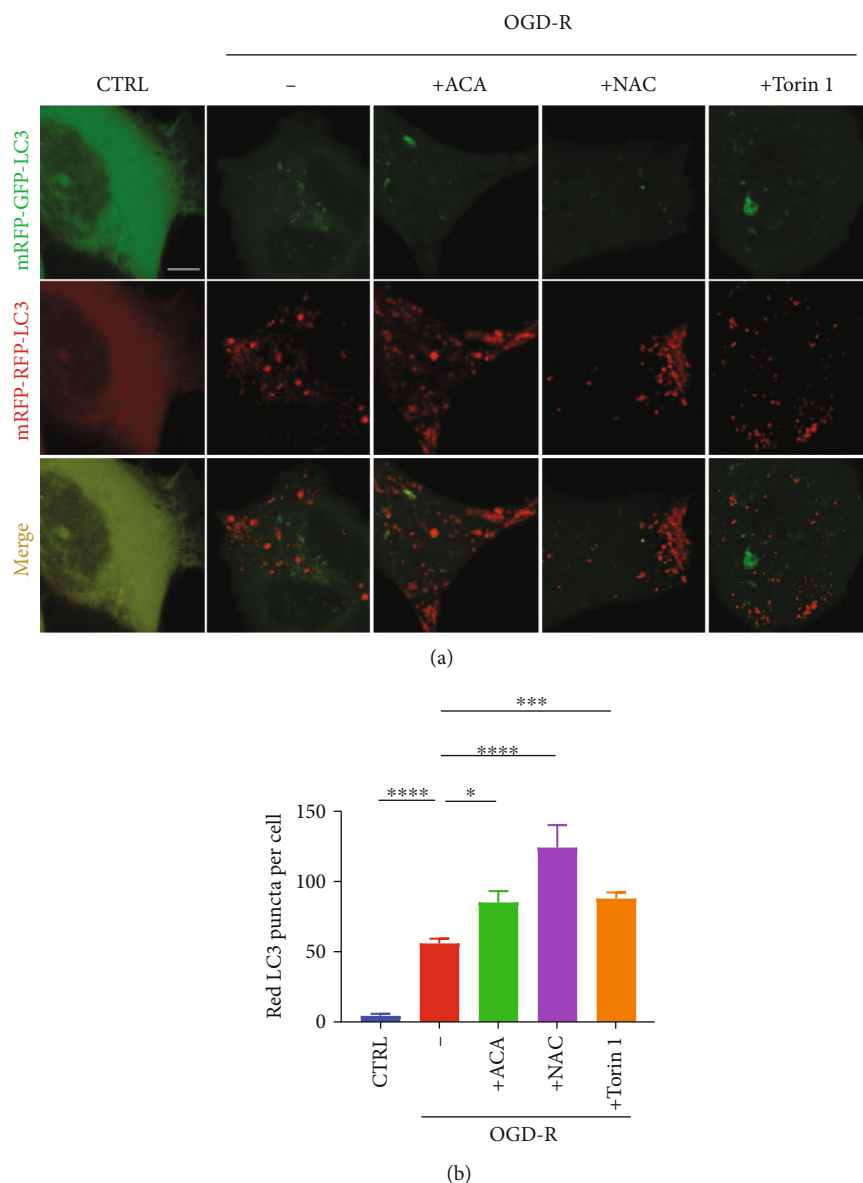 OGD-R
CTRL – +ACA +NAC +Torin 1
mRFP-GFP-LC3
mRFP-RFP-LC3
Merge
(a)
***
****
**** *
Red LC3 puncta per cell
150
100
50
0
CTRL – +ACA +NAC +Torin 1
OGD-R
(b)